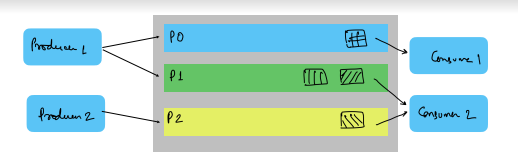 Producer 1
P0
Consumer 1
P1
Producer 2
P2
Consumer 2